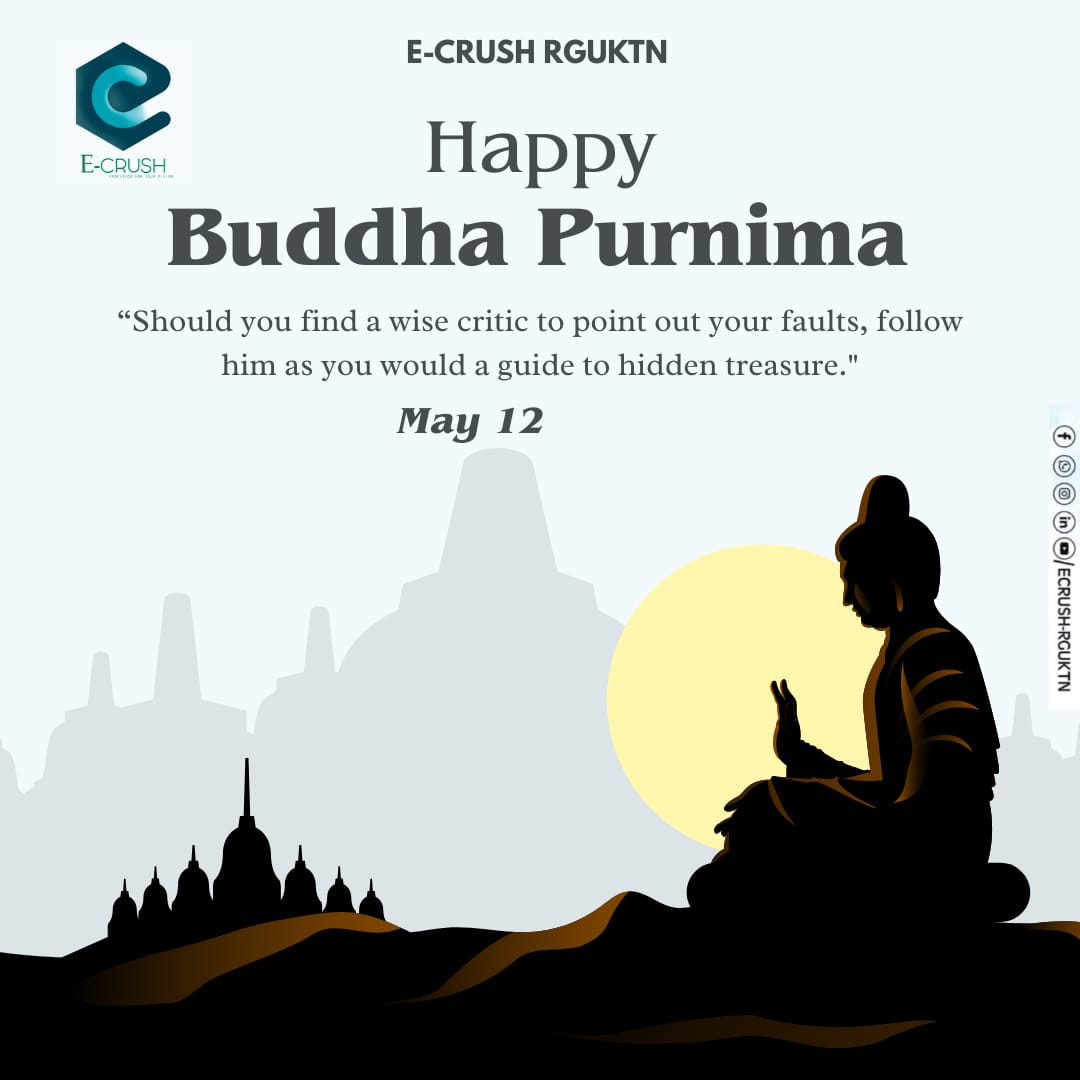 E-CRUSH RGUKTN
E-CRUSH
Happy
Buddha Purnima
“Should you find a wise critic to point out your faults, follow
him as you would a guide to hidden treasure."
May 12
/ECRUSH-RGUKTN